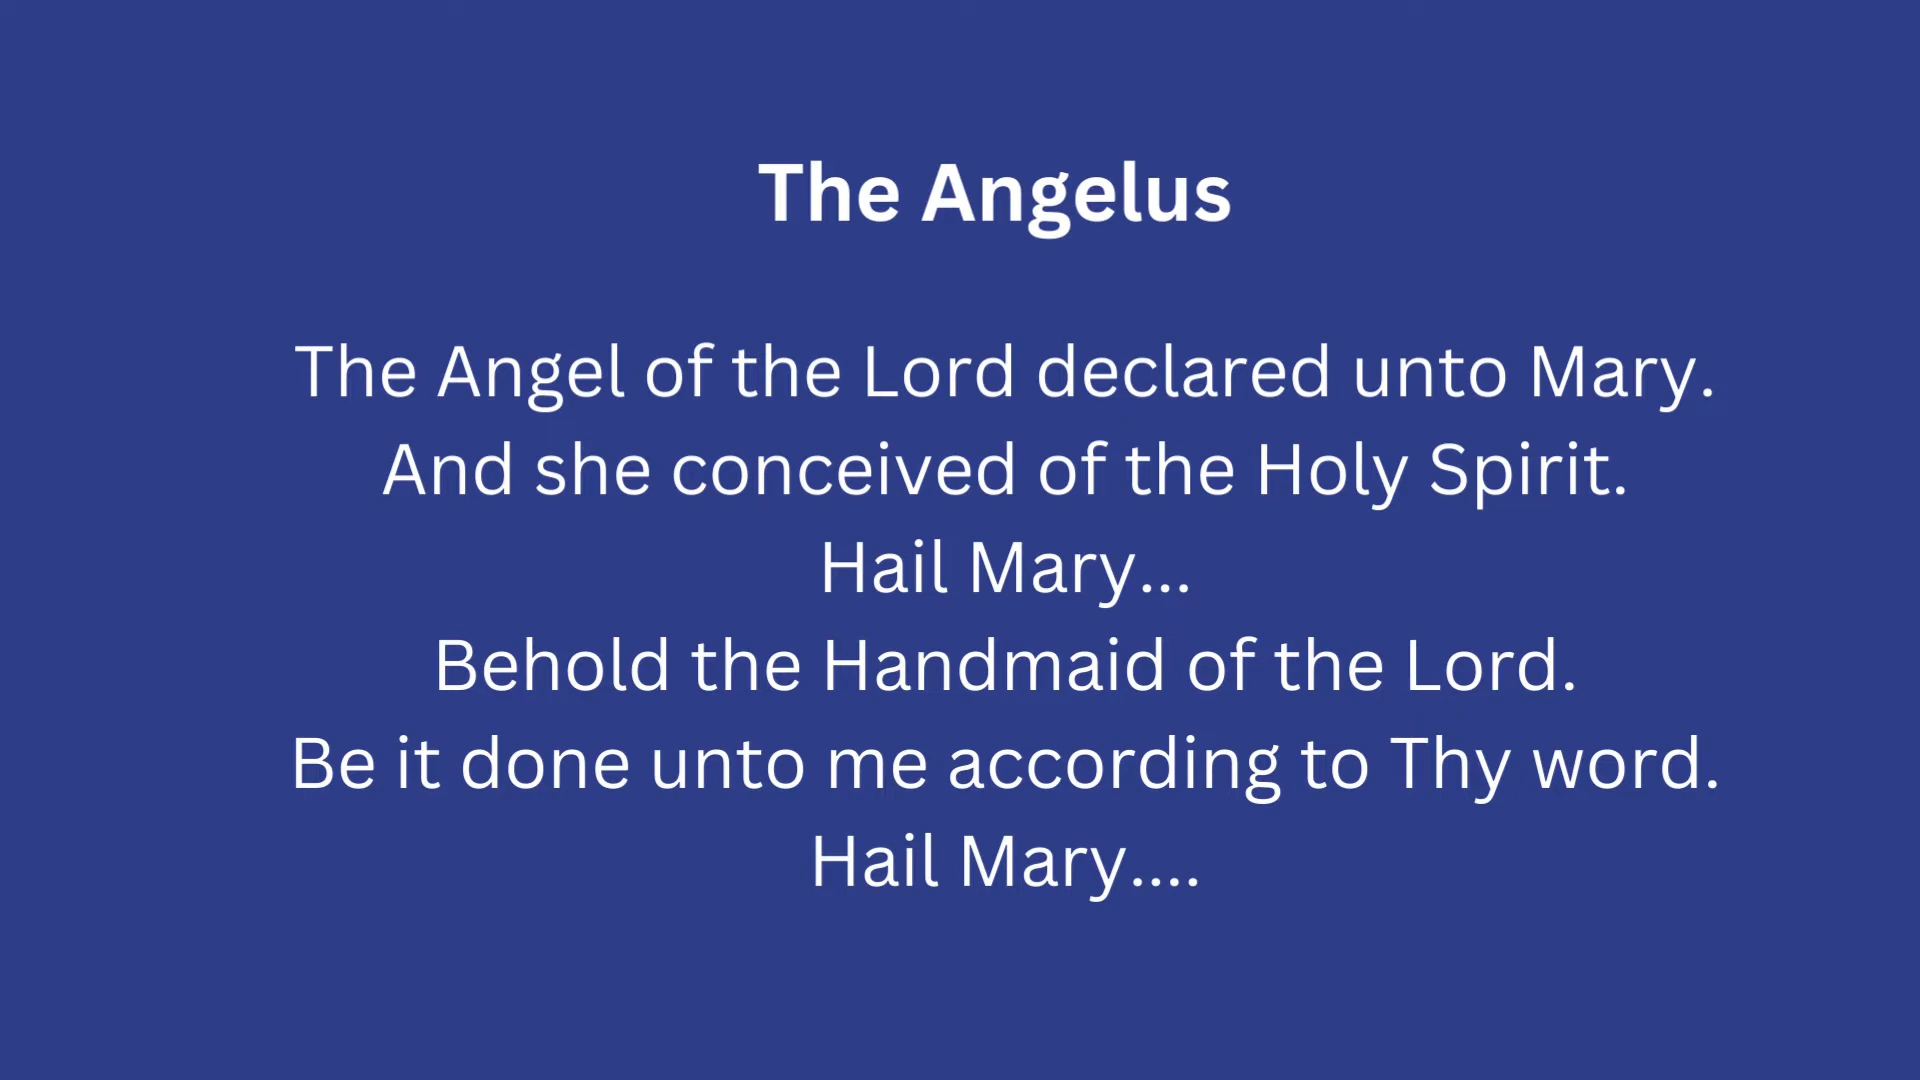 The Angelus
The Angel of the Lord declared unto Mary.
And she conceived of the Holy Spirit.
Hail Mary...
Behold the Handmaid of the Lord.
Be it done unto me according to Thy word.
Hail Mary....